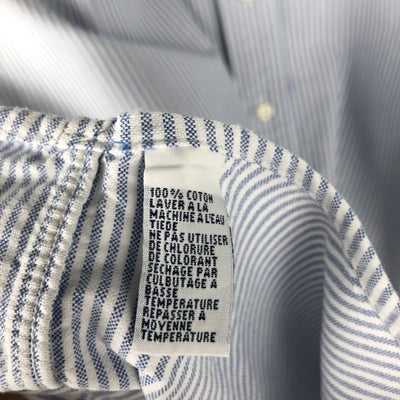 100% COTON
LAVER A LA
MACHINE A L'EAU
TIEDE
NE PAS UTILISER
DE CHLORURE
DE COLORANT
SECHAGE PAR
CULBUTAGE A
BASSE
TEMPERATURE
REPASSER A
MOYENNE
TEMPERATURE